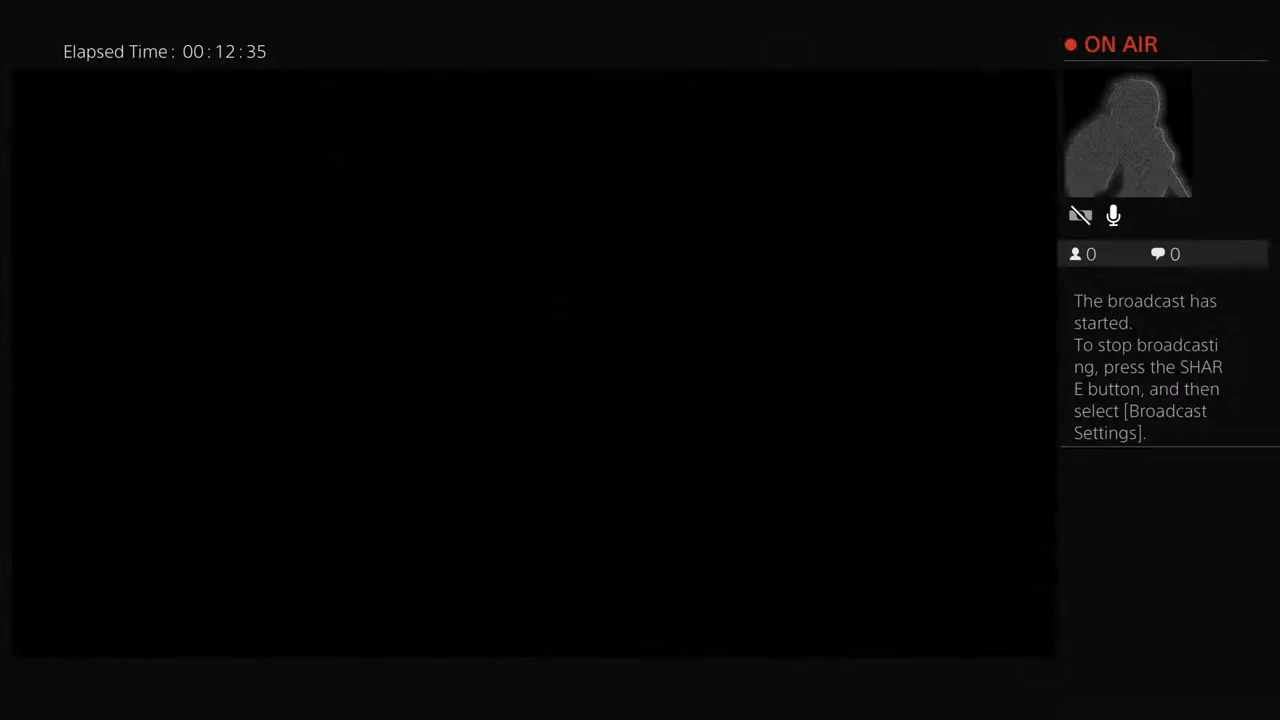 Elapsed Time: 00:12:35
ON AIR
0 0
The broadcast has
started.
To stop broadcasti
ng, press the SHAR
E button, and then
select [Broadcast
Settings].